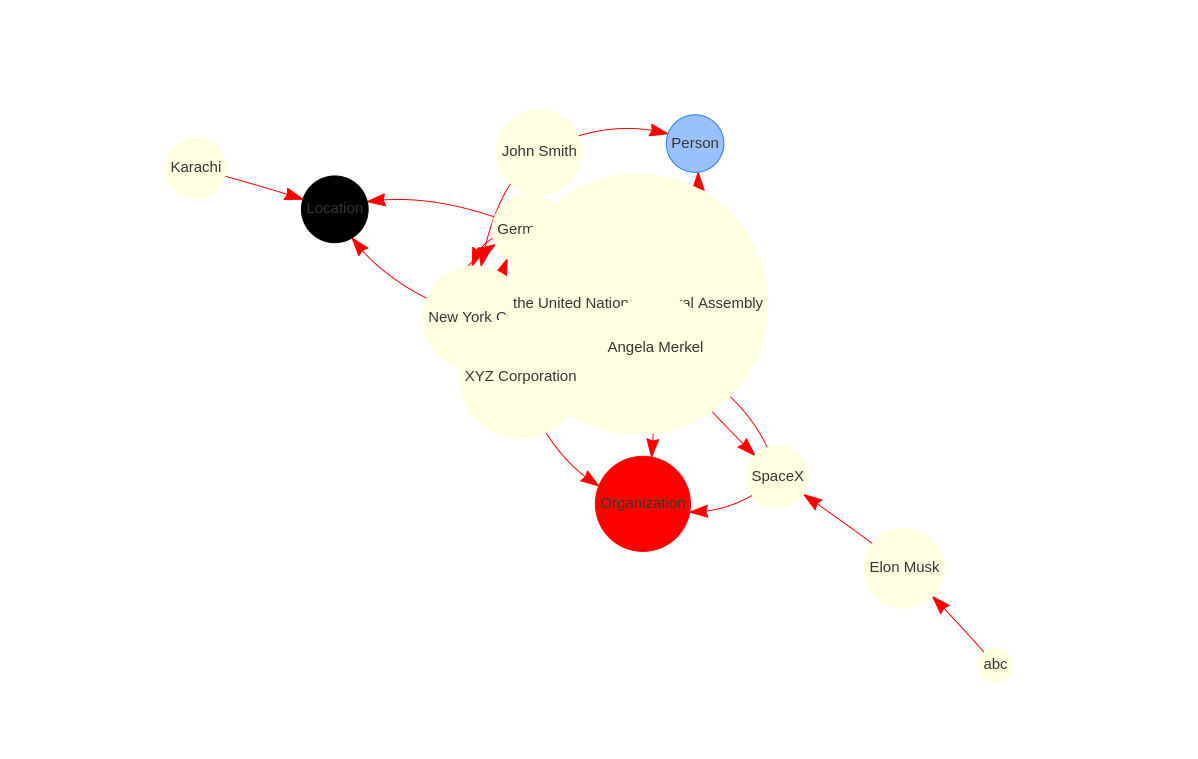 John Smith
Person
Karachi
Location
Germ
the United Nation
al Assembly
New York C
Angela Merkel
XYZ Corporation
SpaceX
Organization
Elon Musk
abc